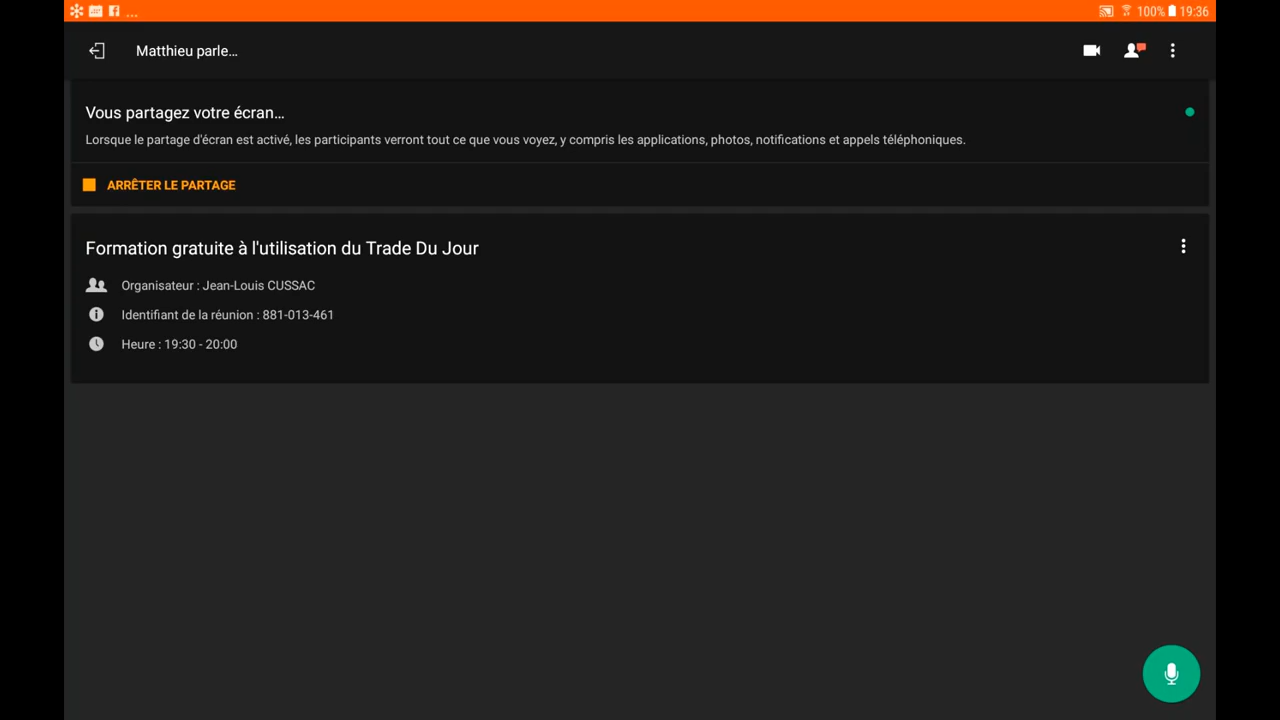 ... 100% 19:36
Matthieu parle...
Vous partagez votre écran...
Lorsque le partage d'écran est activé, les participants verront tout ce que vous voyez, y compris les applications, photos, notifications et appels téléphoniques.
ARRÊTER LE PARTAGE
Formation gratuite à l'utilisation du Trade Du Jour
Organisateur : Jean-Louis CUSSAC
Identifiant de la réunion : 881-013-461
Heure : 19:30 - 20:00